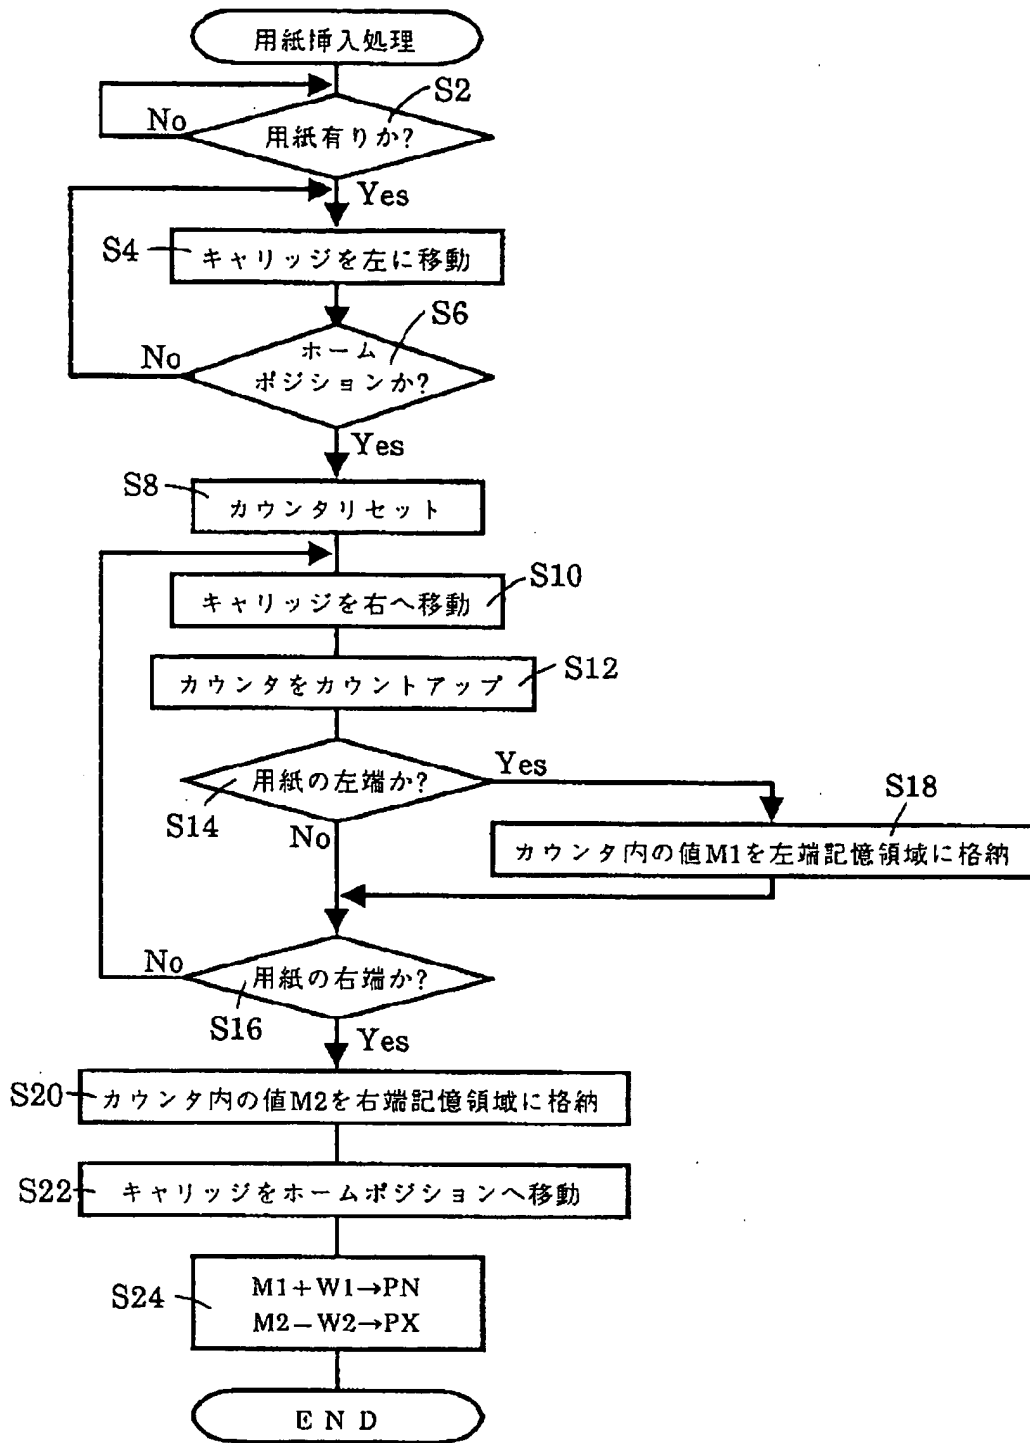 用紙挿入処理
S2
No
用紙有りか?
Yes
S4
キャリッジを左に移動
S6
No
ホーム
ポジションか?
Yes
S8
カウンタリセット
S10
キャリッジを右へ移動
S12
カウンタをカウントアップ
用紙の左端か?
Yes
S14
No
S18
カウンタ内の値M1を左端記憶領域に格納
No
用紙の右端か?
S16
Yes
S20
カウンタ内の値M2を右端記憶領域に格納
S22
キャリッジをホームポジションへ移動
S24
M1+W1→PN
M2−W2→PX
END